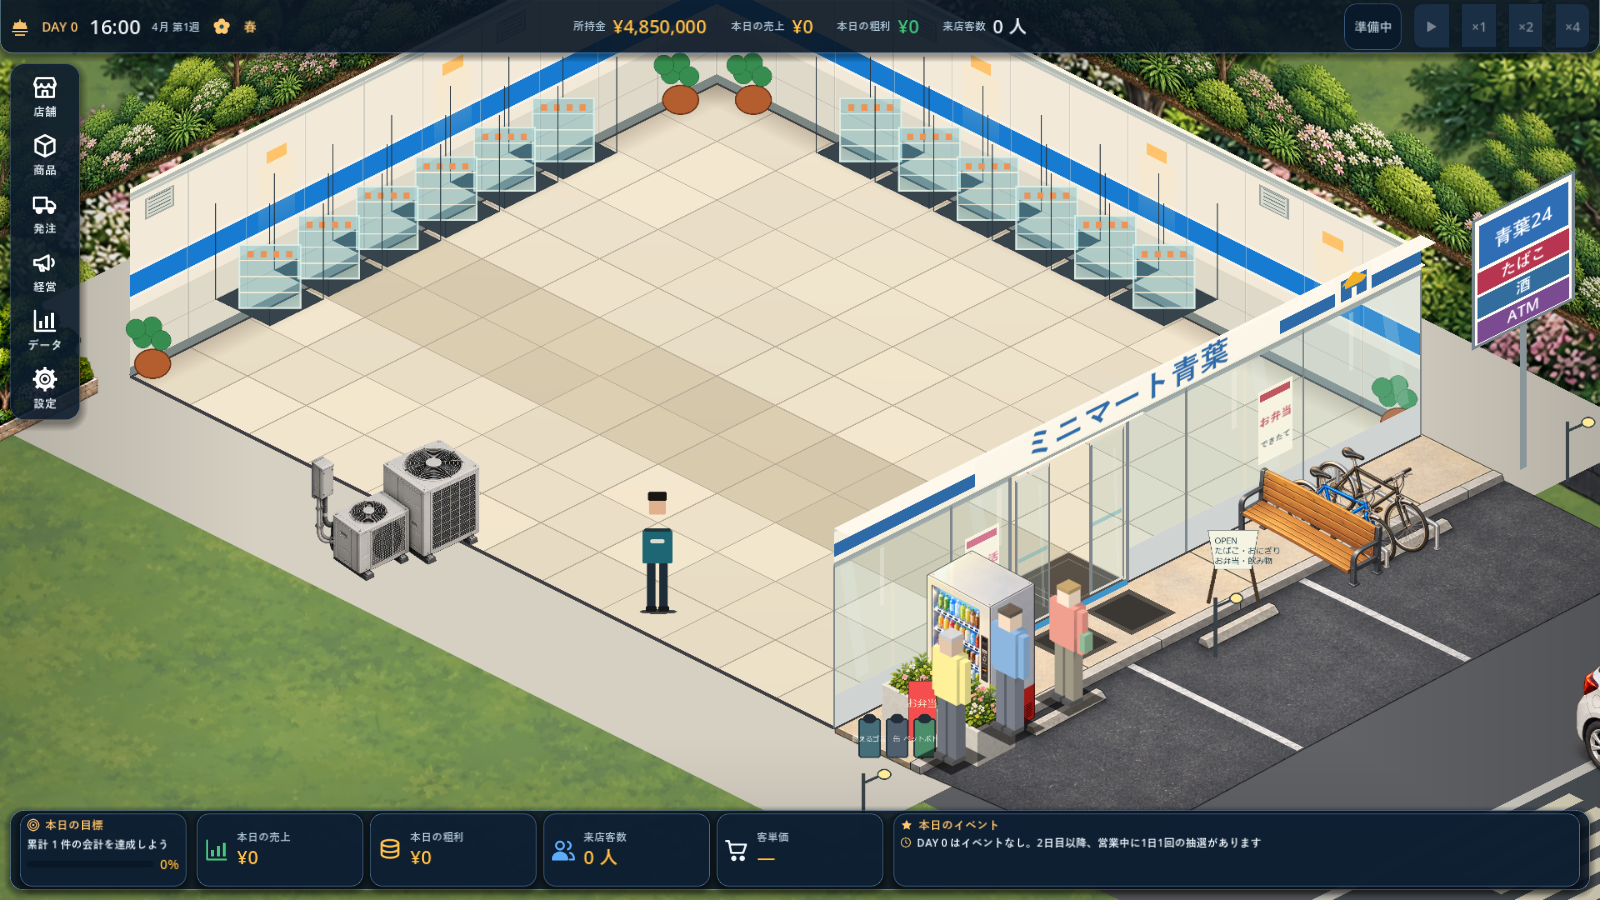 DAY 0 16:00 4月 第1週 春
所持金 ¥4,850,000 本日の売上 ¥0 本日の粗利 ¥0 来店客数 0 人
準備中 ×1 ×2 ×4
店舗
商品
発注
経営
データ
設定
青葉24
たばこ
酒
ATM
ミニマート青葉
お弁当
できたて
OPEN
たばこ・おにぎり
お弁当・飲み物
お弁当
缶
本日の目標
累計 1 件の会計を達成しよう
0%
本日の売上
¥0
本日の粗利
¥0
来店客数
0 人
客単価
—
本日のイベント
DAY 0 はイベントなし。2日目以降、営業中に1日1回の抽選があります